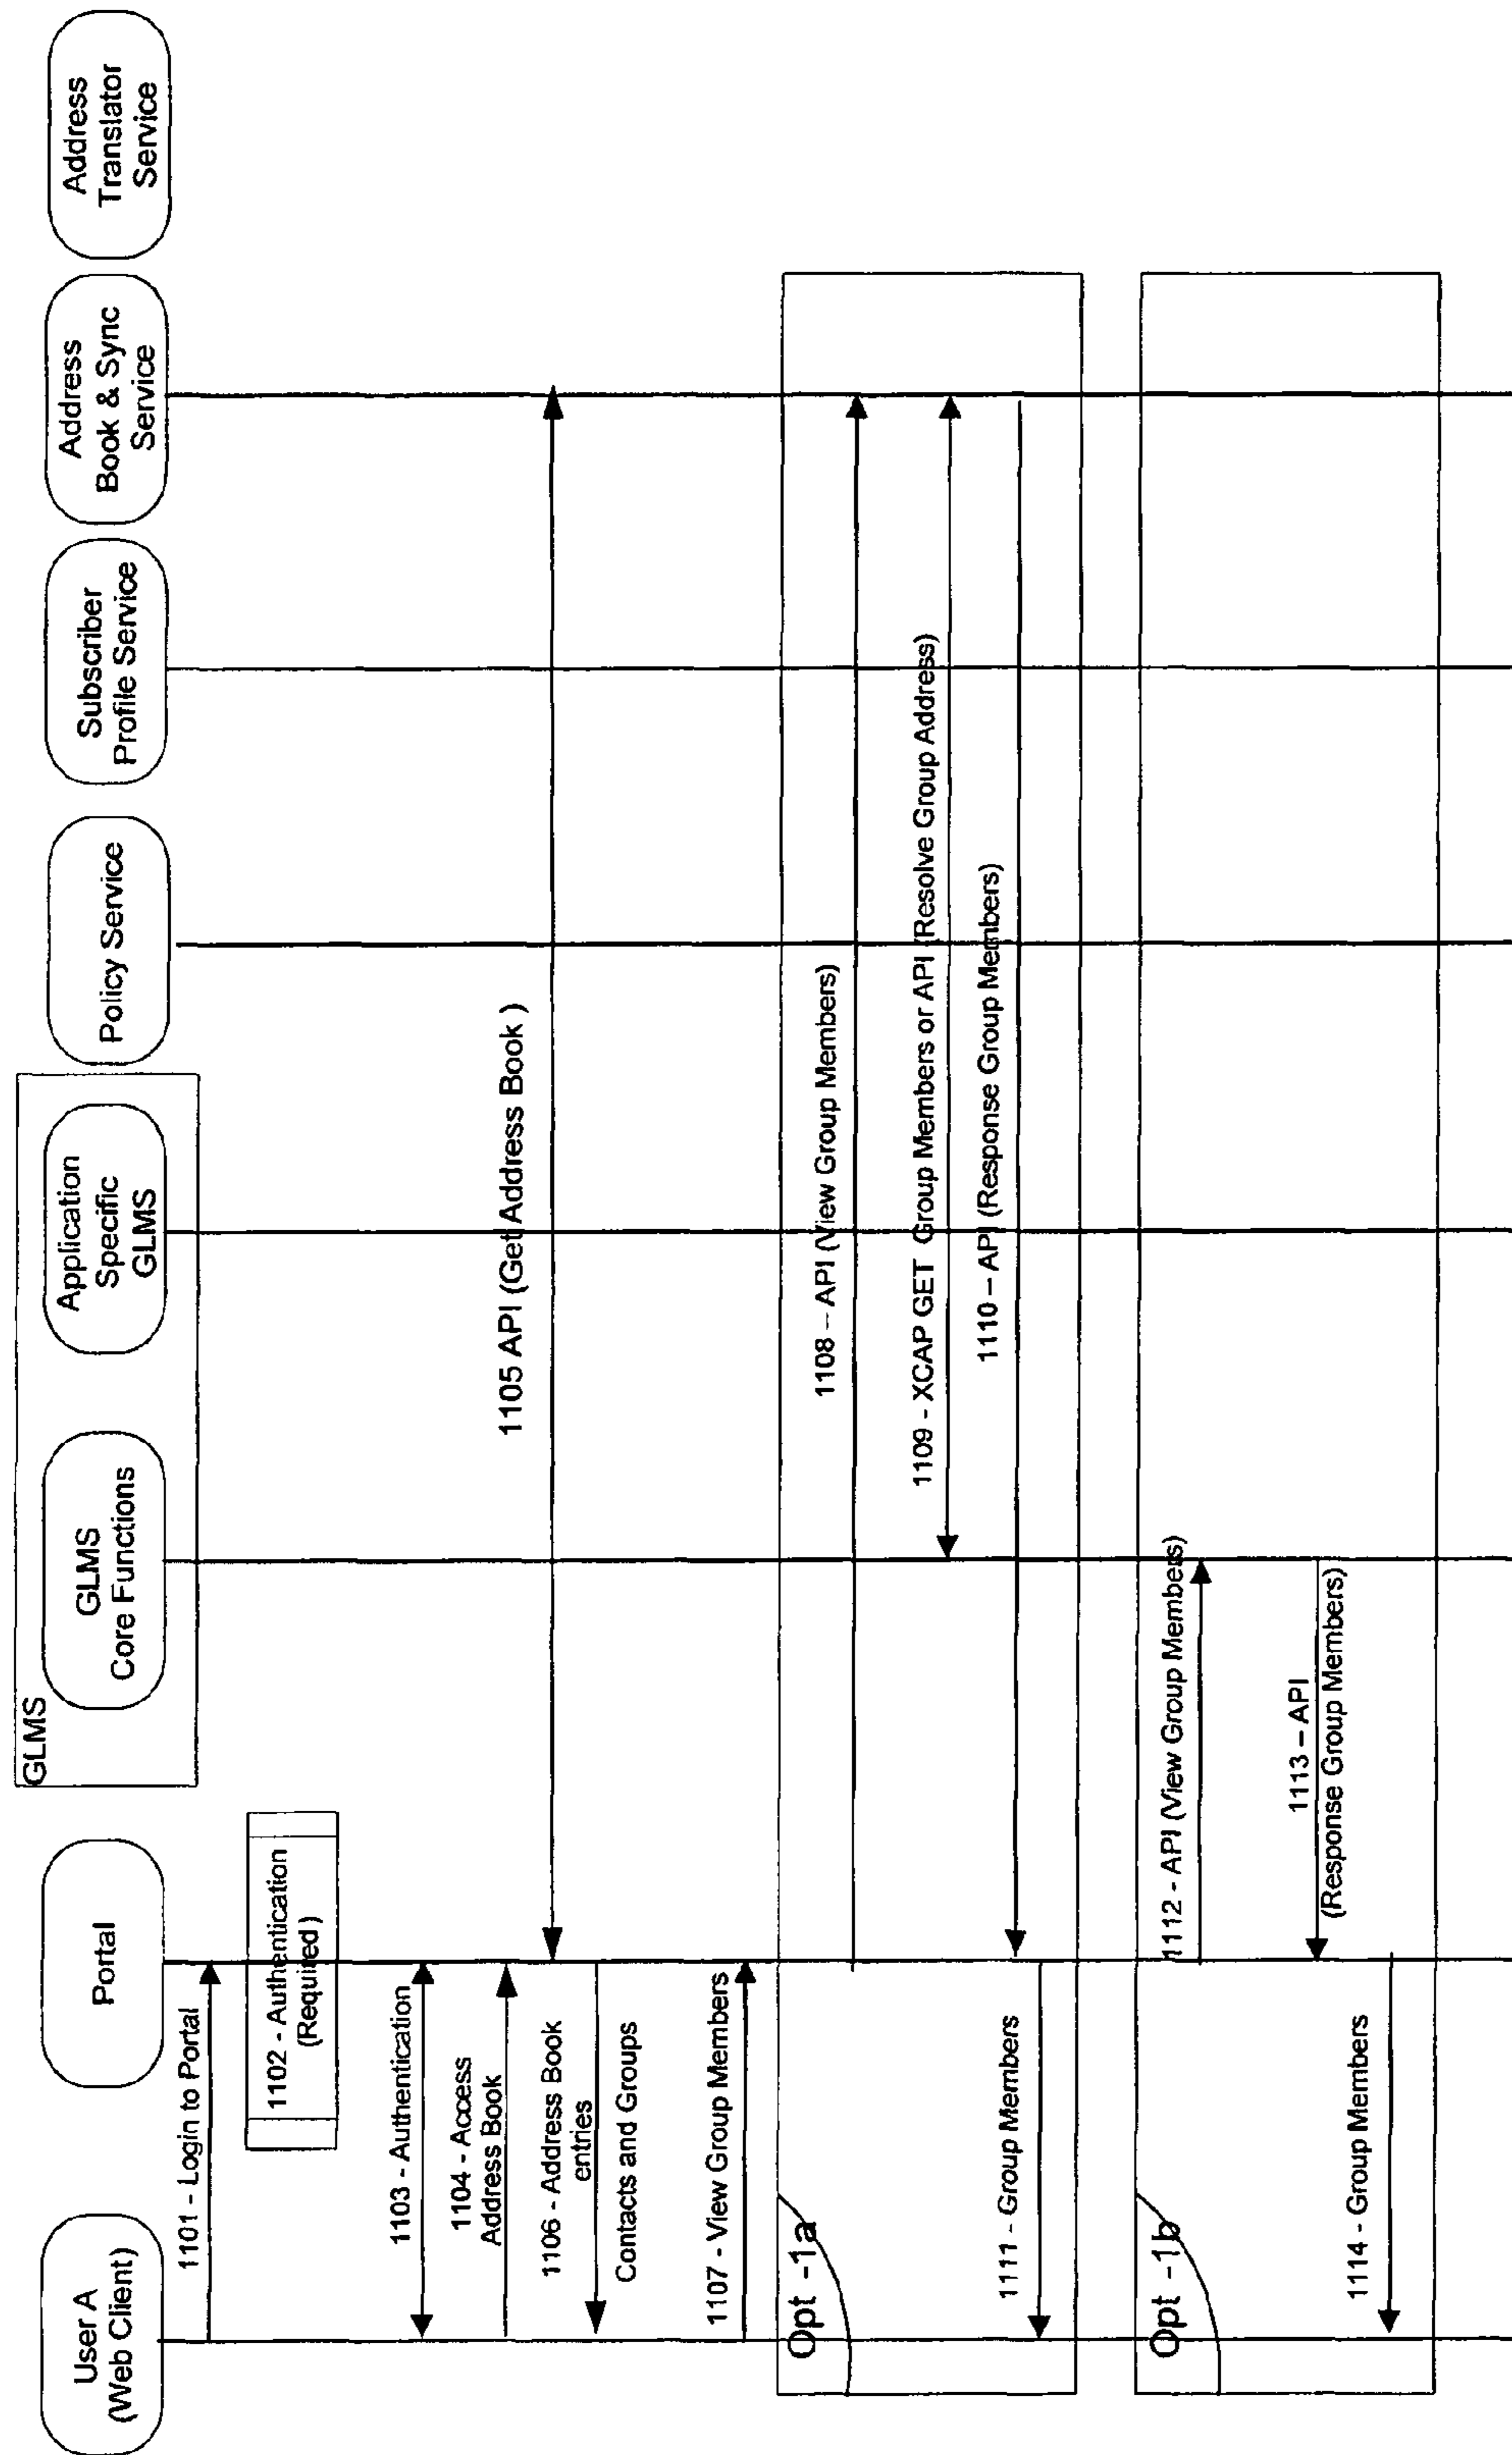 GLMS
User A
(Web Client)
Portal
GLMS
Core Functions
Application
Specific
GLMS
Policy Service
Subscriber
Profile Service
Address
Book & Sync
Service
Address
Translator
Service
1101 - Login to Portal
1102 - Authentication
(Required)
1103 - Authentication
1104 - Access
Address Book
1105 API (Get Address Book )
1106 - Address Book
entries
Contacts and Groups
1107 - View Group Members
Opt -1a
1108 – API (View Group Members)
1109 - XCAP GET Group Members or API (Resolve Group Address)
1110 – API (Response Group Members)
1111 - Group Members
Opt -1b
1112 - API (View Group Members)
1113 – API
(Response Group Members)
1114 - Group Members